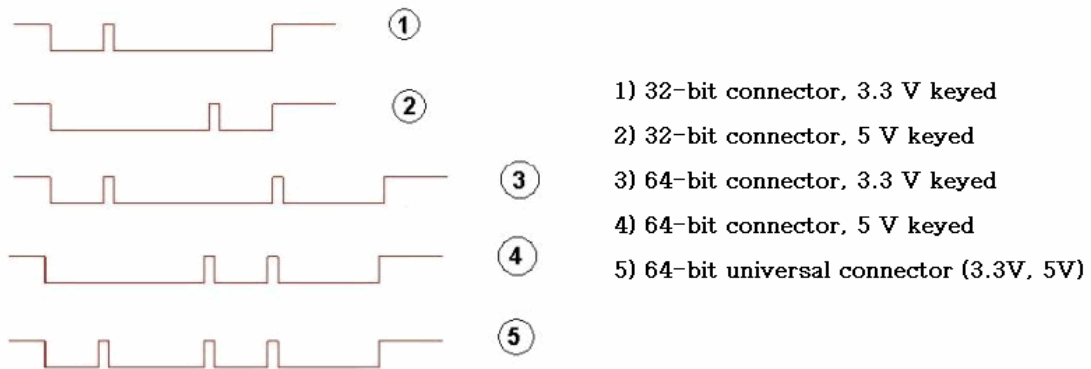 1
2
3
4
5
1) 32-bit connector, 3.3 V keyed
2) 32-bit connector, 5 V keyed
3) 64-bit connector, 3.3 V keyed
4) 64-bit connector, 5 V keyed
5) 64-bit universal connector (3.3V, 5V)